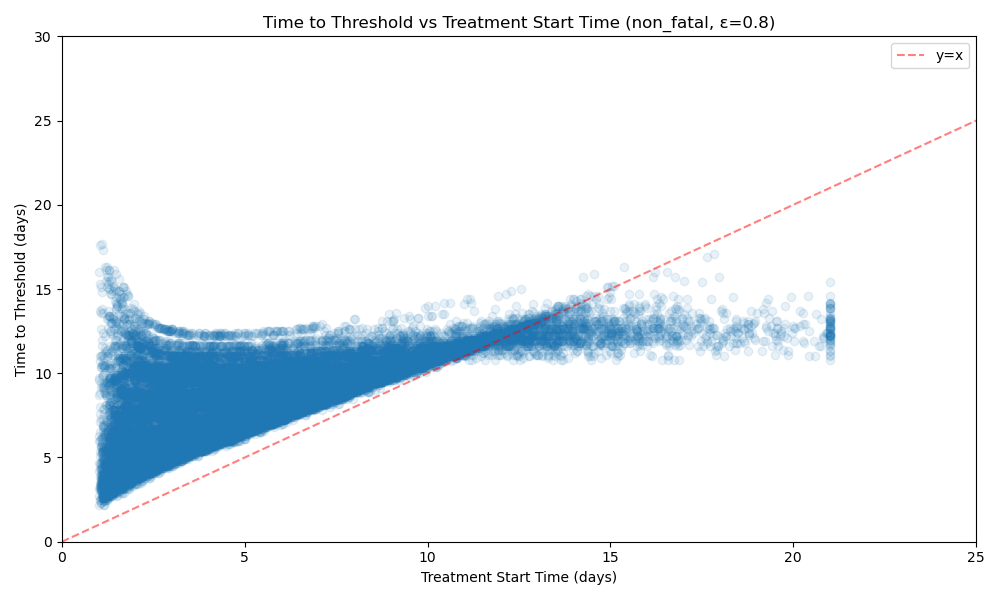 Time to Threshold vs Treatment Start Time (non_fatal, ε=0.8)
y=x
Time to Threshold (days)
30
25
20
15
10
5
0
0 5 10 15 20 25
Treatment Start Time (days)